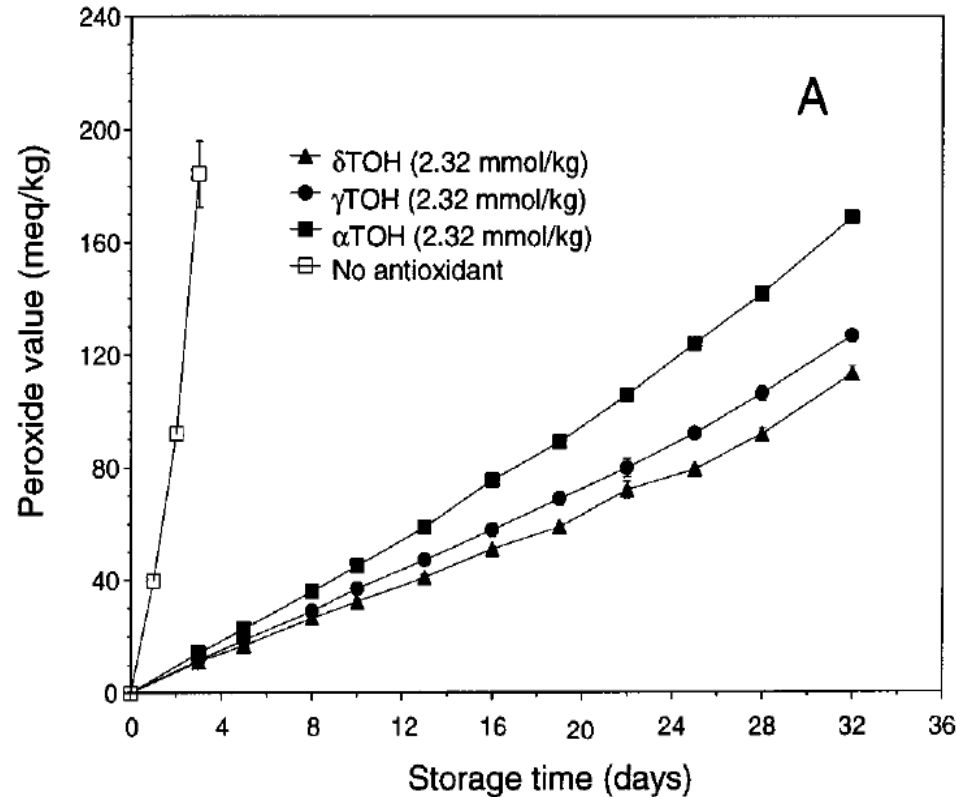 240
200
160
120
80
40
0
Peroxide value (meq/kg)
A
δTOH (2.32 mmol/kg)
γTOH (2.32 mmol/kg)
αTOH (2.32 mmol/kg)
No antioxidant
0 4 8 12 16 20 24 28 32 36
Storage time (days)